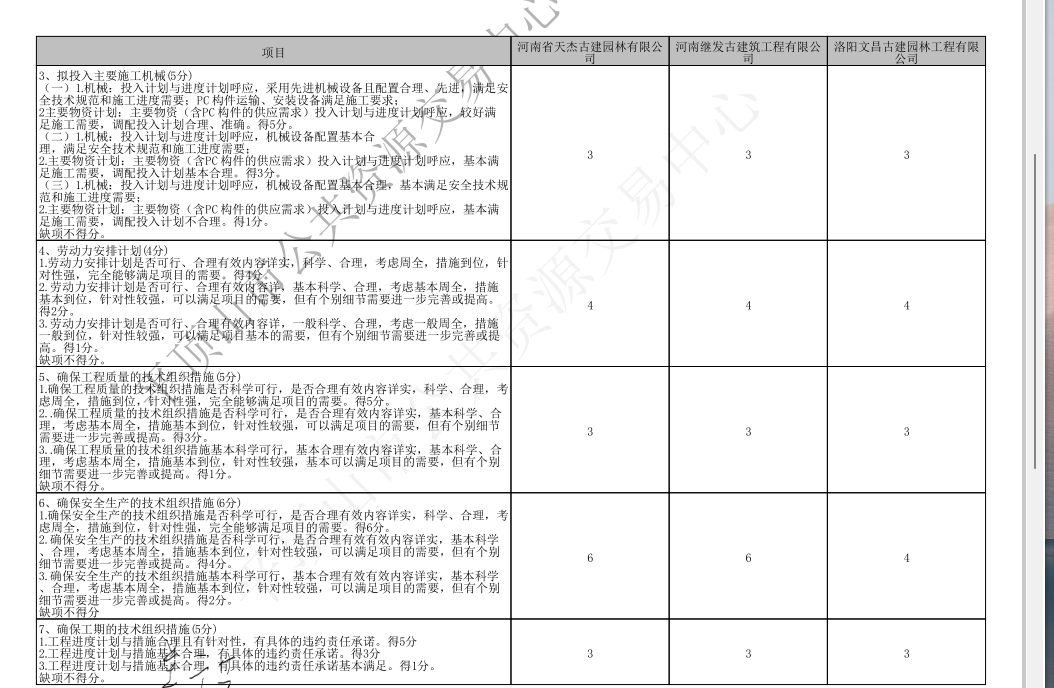 项目
河南省天杰古建园林有限公
司
河南继发古建筑工程有限公
司
洛阳文昌古建园林工程有限
公司
3、拟投入主要施工机械(5分)
（一）1.机械：投入计划与进度计划呼应，采用先进机械设备且配置合理、先进，满足安
全技术规范和施工进度需要；PC 构件运输、安装设备满足施工要求；
2主要物资计划：主要物资（含PC 构件的供应需求）投入计划与进度计划呼应，较好满
足施工需要，调配投入计划合理、准确。得5分。
（二）1.机械：投入计划与进度计划呼应，机械设备配置基本合
理，满足安全技术规范和施工进度需要；
2.主要物资计划：主要物资（含PC 构件的供应需求）投入计划与进度计划呼应，基本满
足施工需要，调配投入计划基本合理。得3分。
（三）1.机械：投入计划与进度计划呼应，机械设备配置基本合理，基本满足安全技术规
范和施工进度需要；
2.主要物资计划：主要物资（含PC 构件的供应需求）投入计划与进度计划呼应，基本满
足施工需要，调配投入计划不合理。得1分。
缺项不得分。
3
3
3
4、劳动力安排计划(4分)
1.劳动力安排计划是否可行、合理有效内容详实，科学、合理，考虑周全，措施到位，针
对性强，完全能够满足项目的需要。得4分。
2.劳动力安排计划是否可行、合理有效内容详，基本科学、合理，考虑基本周全，措施
基本到位，针对性较强，可以满足项目的需要，但有个别细节需要进一步完善或提高。
得2分。
3.劳动力安排计划是否可行、合理有效内容详，一般科学、合理，考虑一般周全，措施
一般到位，针对性较强，可以满足项目基本的需要，但有个别细节需要进一步完善或提
高。得1分。
缺项不得分。
4
4
4
5、确保工程质量的技术组织措施(5分)
1.确保工程质量的技术组织措施是否科学可行，是否合理有效内容详实，科学、合理，考
虑周全，措施到位，针对性强，完全能够满足项目的需要。得5分。
2..确保工程质量的技术组织措施是否科学可行，是否合理有效内容详实，基本科学、合
理，考虑基本周全，措施基本到位，针对性较强，可以满足项目的需要，但有个别细节
需要进一步完善或提高。得3分。
3..确保工程质量的技术组织措施基本科学可行，基本合理有效内容详实，基本科学、合
理，考虑基本周全，措施基本到位，针对性较强，基本可以满足项目的需要，但有个别
细节需要进一步完善或提高。得1分。
缺项不得分。
3
3
3
6、确保安全生产的技术组织措施(6分)
1.确保安全生产的技术组织措施是否科学可行，是否合理有效内容详实，科学、合理，考
虑周全，措施到位，针对性强，完全能够满足项目的需要。得6分。
2.确保安全生产的技术组织措施是否科学可行，是否合理有效内容详实，基本科学
、合理，考虑基本周全，措施基本到位，针对性较强，可以满足项目的需要，但有个别
细节需要进一步完善或提高。得4分。
3.确保安全生产的技术组织措施基本科学可行，基本合理有效有效内容详实，基本科学
、合理，考虑基本周全，措施基本到位，针对性较强，可以满足项目的需要，但有个别
细节需要进一步完善或提高。得2分。
缺项不得分
6
6
4
7、确保工期的技术组织措施(5分)
1.工程进度计划与措施合理且有针对性，有具体的违约责任承诺。得5分
2.工程进度计划与措施基本合理，有具体的违约责任承诺。得3分
3.工程进度计划与措施基本合理，有具体的违约责任承诺基本满足。得1分。
缺项不得分。
3
3
3
平顶山市公共资源交易中心
平顶山市公共资源交易中心